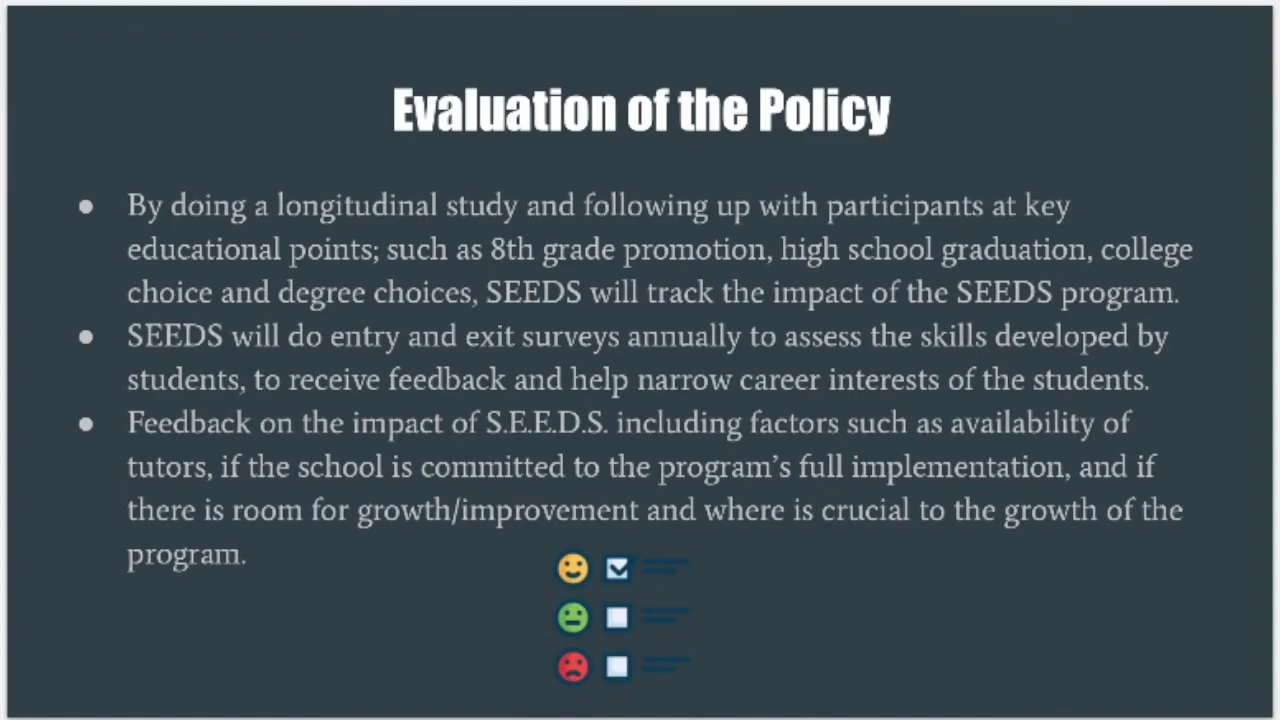 Evaluation of the Policy
● By doing a longitudinal study and following up with participants at key
educational points; such as 8th grade promotion, high school graduation, college
choice and degree choices, SEEDS will track the impact of the SEEDS program.
● SEEDS will do entry and exit surveys annually to assess the skills developed by
students, to receive feedback and help narrow career interests of the students.
● Feedback on the impact of S.E.E.D.S. including factors such as availability of
tutors, if the school is committed to the program’s full implementation, and if
there is room for growth/improvement and where is crucial to the growth of the
program.